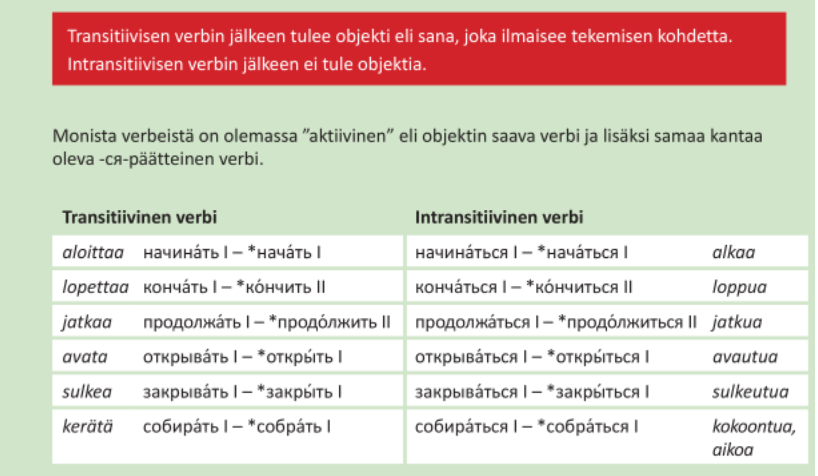 Transitiivisen verbin jälkeen tulee objekti eli sana, joka ilmaisee tekemisen kohdetta.
Intransitiivisen verbin jälkeen ei tule objektia.
Monista verbeistä on olemassa ”aktiivinen” eli objektin saava verbi ja lisäksi samaa kantaa
oleva -ся-päätteinen verbi.
Transitiivinen verbi Intransitiivinen verbi
aloittaa начина́ть I – *нача́ть I начина́ться I – *нача́ться I alkaa
lopettaa конча́ть I – *ко́нчить II конча́ться I – *ко́нчиться II loppua
jatkaa продолжа́ть I – *продо́лжить II продолжа́ться I – *продо́лжиться II jatkua
avata открыва́ть I – *откры́ть I открыва́ться I – *откры́ться I avautua
sulkea закрыва́ть I – *закры́ть I закрыва́ться I – *закры́ться I sulkeutua
kerätä собира́ть I – *собра́ть I собира́ться I – *собра́ться I kokoontua,
aikoa